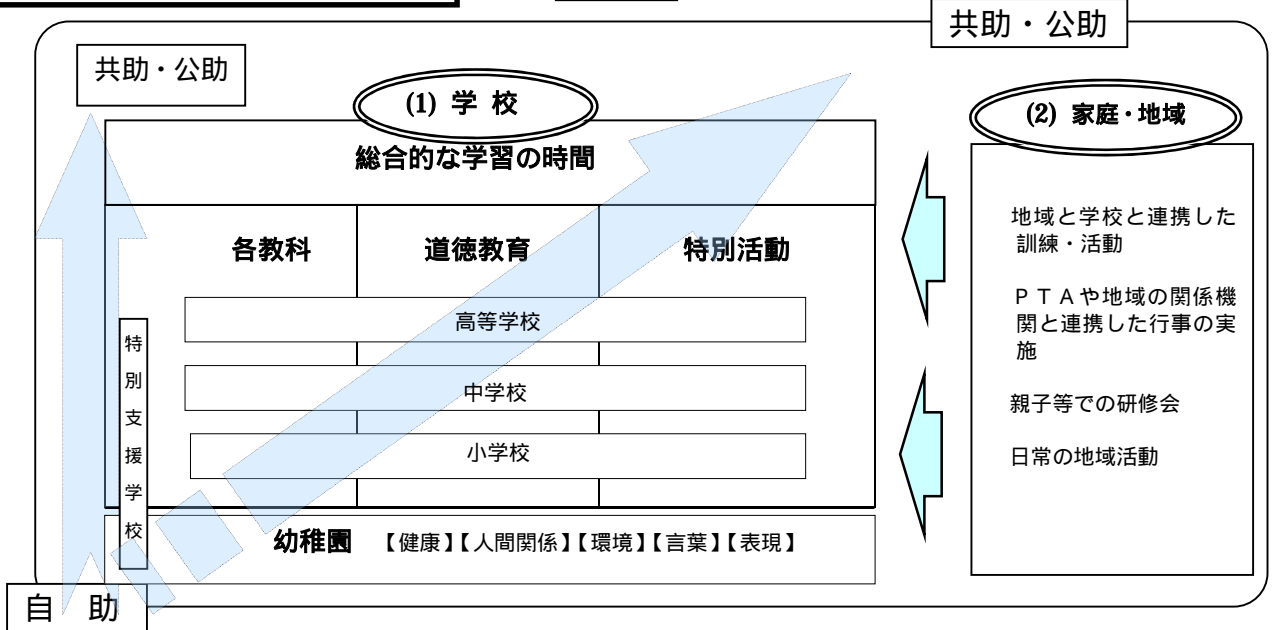 共助・公助
共助・公助
(1) 学 校
(2) 家庭・地域
総合的な学習の時間
各教科
道徳教育
特別活動
高等学校
中学校
小学校
特別支援学校
幼稚園 【健康】【人間関係】【環境】【言葉】【表現】
自 助
地域と学校と連携した
訓練・活動
ＰＴＡや地域の関係機
関と連携した行事の実
施
親子等での研修会
日常の地域活動